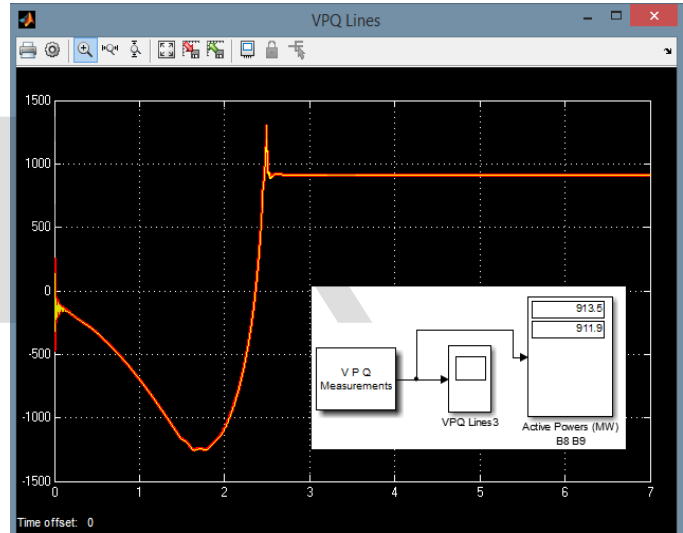 VPQ Lines
1500
1000
500
0
-500
-1000
-1500
0 1 2 3 4 5 6 7
913.5
911.9
V P Q
Measurements
VPQ Lines3
Active Powers (MW)
B8 B9
Time offset: 0